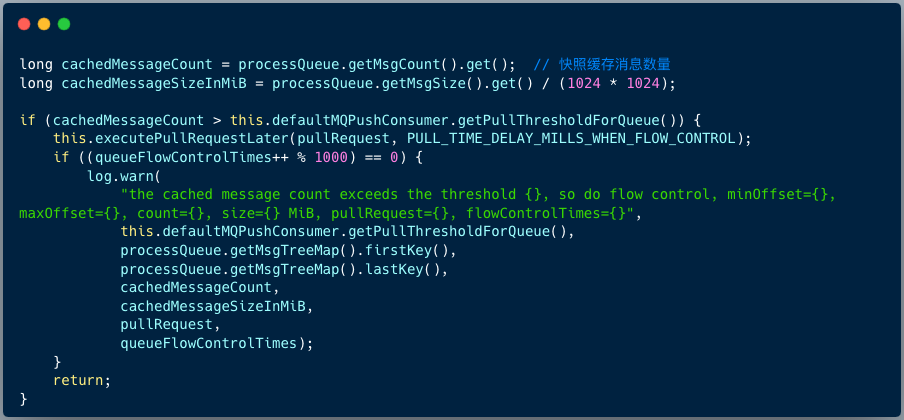 long cachedMessageCount = processQueue.getMsgCount().get();  // 快照缓存消息数量
long cachedMessageSizeInMiB = processQueue.getMsgSize().get() / (1024 * 1024);

if (cachedMessageCount > this.defaultMQPushConsumer.getPullThresholdForQueue()) {
    this.executePullRequestLater(pullRequest, PULL_TIME_DELAY_MILLS_WHEN_FLOW_CONTROL);
    if ((queueFlowControlTimes++ % 1000) == 0) {
        log.warn(
            "the cached message count exceeds the threshold {}, so do flow control, minOffset={},
maxOffset={}, count={}, size={} MiB, pullRequest={}, flowControlTimes={}",
            this.defaultMQPushConsumer.getPullThresholdForQueue(),
            processQueue.getMsgTreeMap().firstKey(),
            processQueue.getMsgTreeMap().lastKey(),
            cachedMessageCount,
            cachedMessageSizeInMiB,
            pullRequest,
            queueFlowControlTimes);
    }
    return;
}